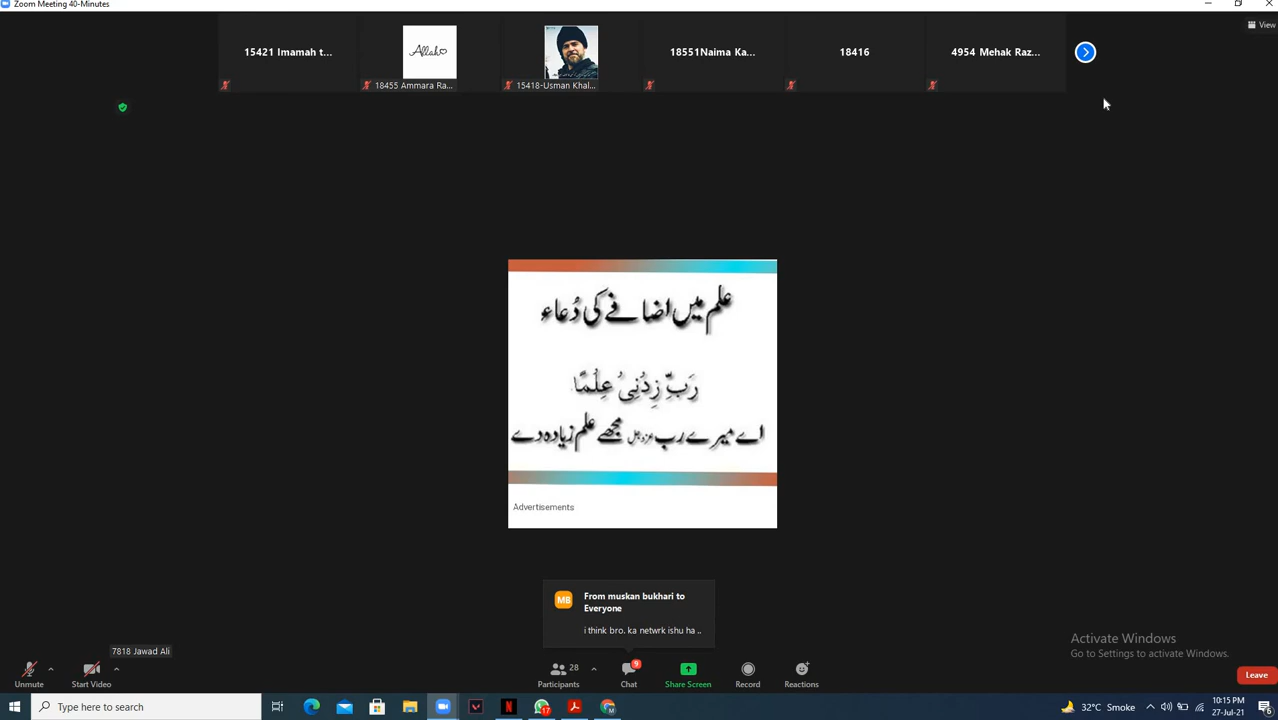 Zoom Meeting 40-Minutes
View
15421 Imamah t...
Allah
18455 Ammara Ra...
15418-Usman Khal...
18551Naima Ka...
18416
4954 Mehak Raz...
علم میں اضافے کی دُعاء
رَبِّ زِدْنِیْ عِلْمًا
اے میرے رب عزوجل مجھے علم زیادہ دے
Advertisements
MB
From muskan bukhari to
Everyone
i think bro. ka netwrk ishu ha ..
7818 Jawad Ali
Activate Windows
Go to Settings to activate Windows.
28
9
Unmute
Start Video
Participants
Chat
Share Screen
Record
Reactions
Leave
Type here to search
17
32°C Smoke
10:15 PM
27-Jul-21
6